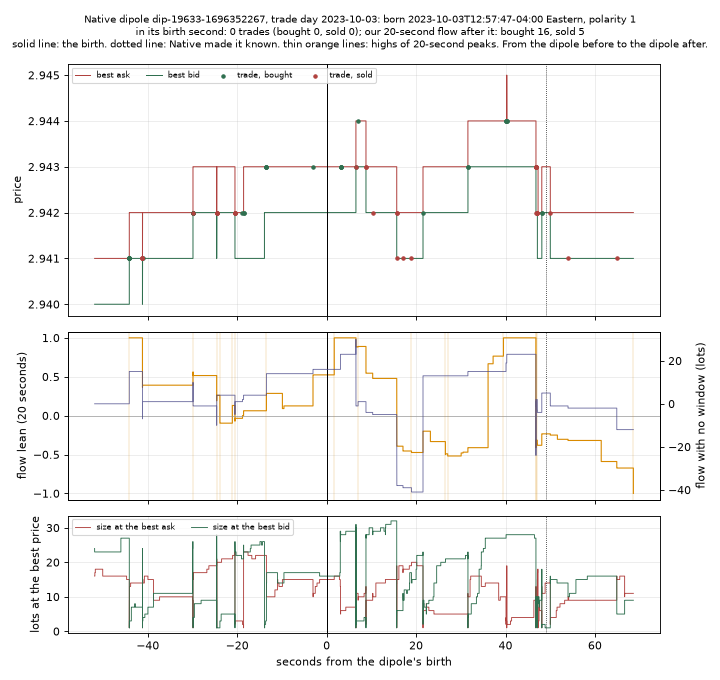 Native dipole dip-19633-1696352267, trade day 2023-10-03: born 2023-10-03T12:57:47-04:00 Eastern, polarity 1
in its birth second: 0 trades (bought 0, sold 0); our 20-second flow after it: bought 16, sold 5
solid line: the birth. dotted line: Native made it known. thin orange lines: highs of 20-second peaks. From the dipole before to the dipole after.
best ask
best bid
trade, bought
trade, sold
2.945
2.944
2.943
2.942
2.941
2.940
price
1.0
0.5
0.0
−0.5
−1.0
flow lean (20 seconds)
20
0
−20
−40
flow with no window (lots)
size at the best ask
size at the best bid
30
20
10
0
lots at the best price
−40
−20
0
20
40
60
seconds from the dipole's birth